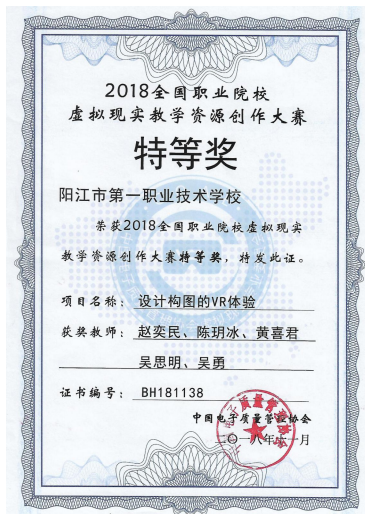 2018全国职业院校
虚拟现实教学资源创作大赛
特等奖
阳江市第一职业技术学校
荣获2018全国职业院校虚拟现实
教学资源创作大赛特等奖，特发此证。
项目名称： 设计构图的VR体验
获奖教师： 赵奕民、陈玥冰、黄喜君
吴思明、吴勇
证书编号： BH181138
中国电子质量管理协会
二〇一八年十一月